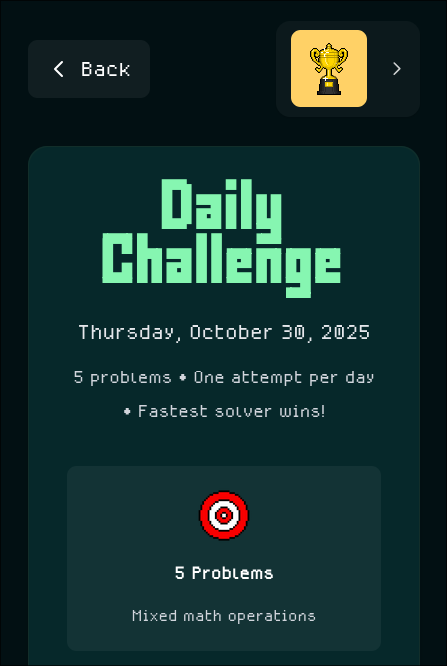 Back
Daily
Challenge
Thursday, October 30, 2025
5 problems • One attempt per day
• Fastest solver wins!
5 Problems
Mixed math operations